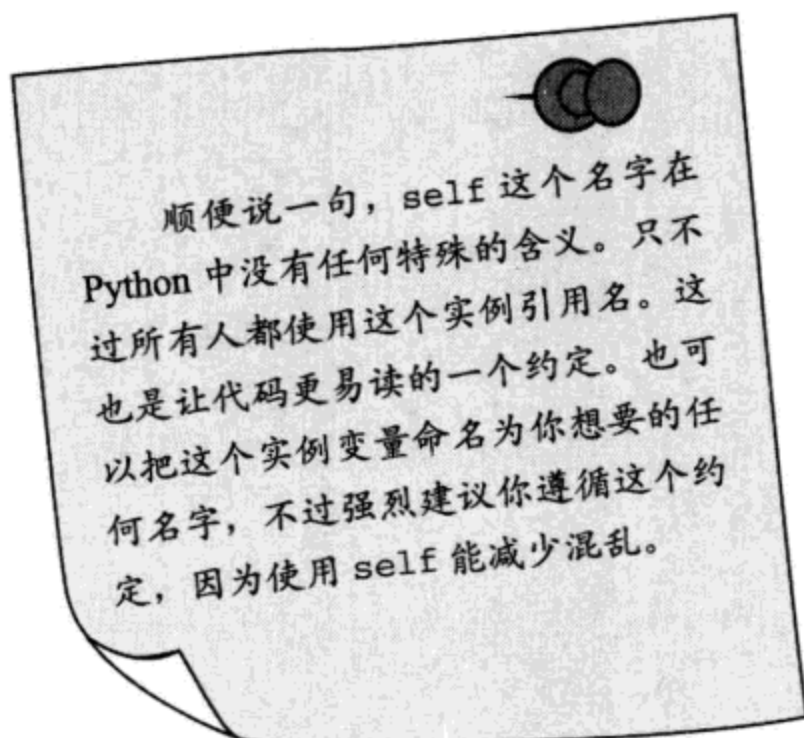 顺便说一句，self 这个名字在
Python 中没有任何特殊的含义。只不
过所有人都使用这个实例引用名。这
也是让代码更易读的一个约定。也可
以把这个实例变量命名为你想要的任
何名字，不过强烈建议你遵循这个约
定，因为使用 self 能减少混乱。